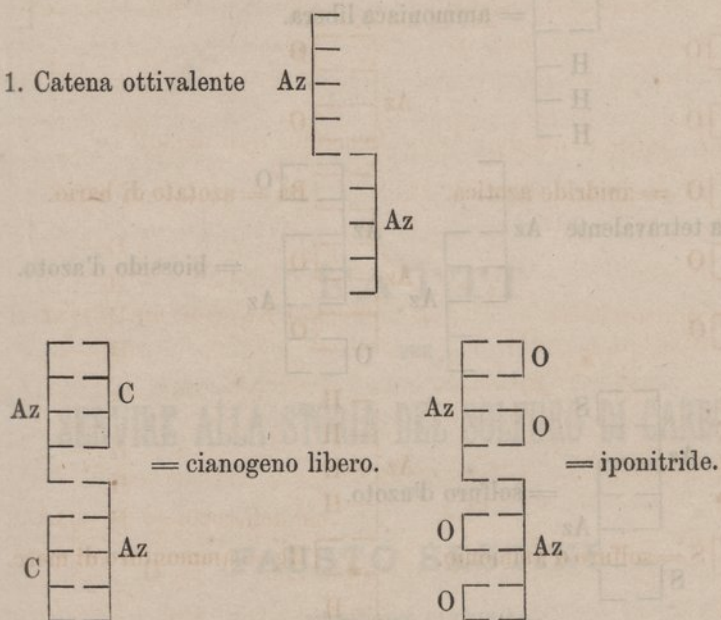 1. Catena ottivalente Az
Az
Az C = cianogeno libero.
C Az
O
Az O = iponitride.
O Az
O